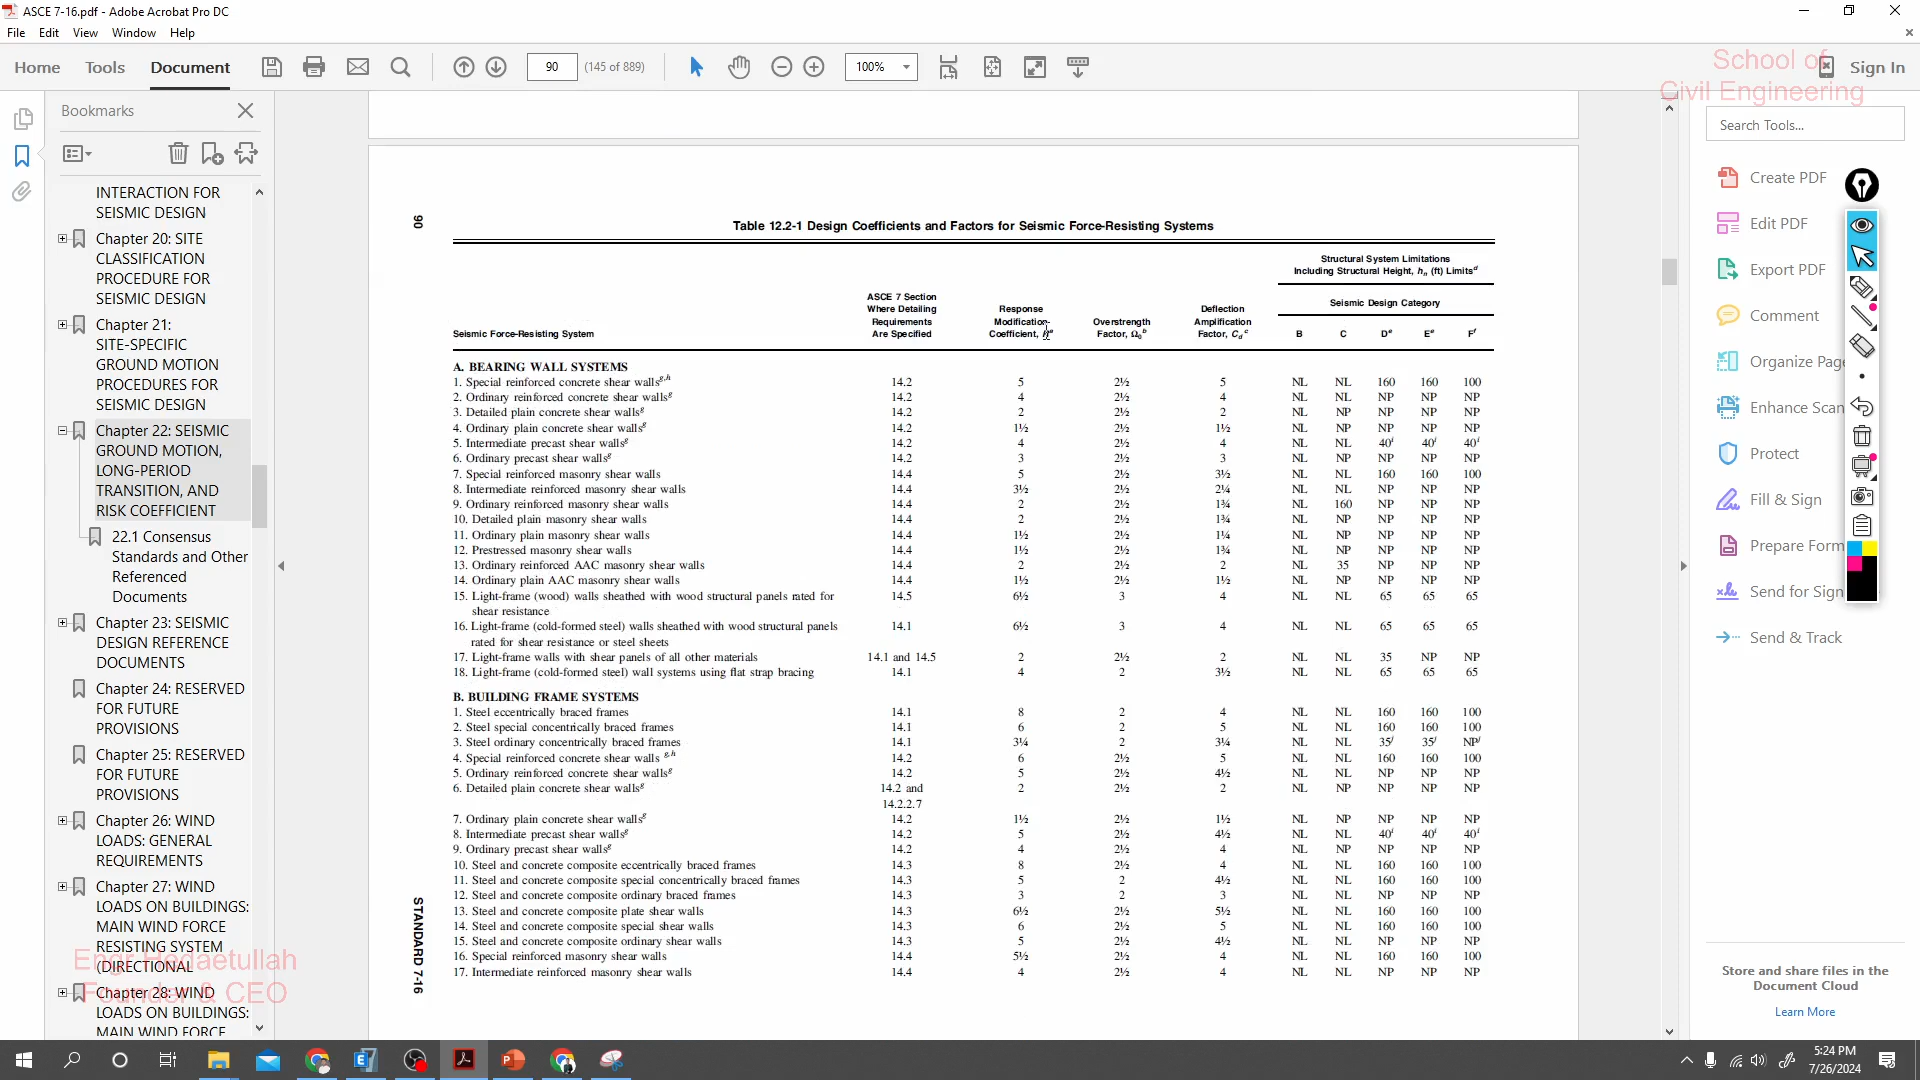 ASCE 7-16.pdf - Adobe Acrobat Pro DC
File Edit View Window Help
Home Tools Document 90 (145 of 889) 100% Sign In
School of
Civil Engineering
Bookmarks
INTERACTION FOR
SEISMIC DESIGN
Chapter 20: SITE
CLASSIFICATION
PROCEDURE FOR
SEISMIC DESIGN
Chapter 21:
SITE-SPECIFIC
GROUND MOTION
PROCEDURES FOR
SEISMIC DESIGN
Chapter 22: SEISMIC
GROUND MOTION,
LONG-PERIOD
TRANSITION, AND
RISK COEFFICIENT
22.1 Consensus
Standards and Other
Referenced
Documents
Chapter 23: SEISMIC
DESIGN REFERENCE
DOCUMENTS
Chapter 24: RESERVED
FOR FUTURE
PROVISIONS
Chapter 25: RESERVED
FOR FUTURE
PROVISIONS
Chapter 26: WIND
LOADS: GENERAL
REQUIREMENTS
Chapter 27: WIND
LOADS ON BUILDINGS:
MAIN WIND FORCE
RESISTING SYSTEM
(DIRECTIONAL
Chapter 28: WIND
LOADS ON BUILDINGS:
MAIN WIND FORCE
Engr Hedaetullah
Founder & CEO
90
Table 12.2-1 Design Coefficients and Factors for Seismic Force-Resisting Systems
Structural System Limitations
Including Structural Height, hn (ft) Limits^d
Seismic Design Category
Seismic Force-Resisting System
ASCE 7 Section
Where Detailing
Requirements
Are Specified
Response
Modification
Coefficient, R^a
Overstrength
Factor, Ω0^b
Deflection
Amplification
Factor, Cd^c
B C D^e E^e F^f
A. BEARING WALL SYSTEMS
1. Special reinforced concrete shear walls^g,h 14.2 5 2½ 5 NL NL 160 160 100
2. Ordinary reinforced concrete shear walls^g 14.2 4 2½ 4 NL NL NP NP NP
3. Detailed plain concrete shear walls^g 14.2 2 2½ 2 NL NP NP NP NP
4. Ordinary plain concrete shear walls^g 14.2 1½ 2½ 1½ NL NP NP NP NP
5. Intermediate precast shear walls^g 14.2 4 2½ 4 NL NL 40^i 40^i 40^i
6. Ordinary precast shear walls^g 14.2 3 2½ 3 NL NP NP NP NP
7. Special reinforced masonry shear walls 14.4 5 2½ 3½ NL NL 160 160 100
8. Intermediate reinforced masonry shear walls 14.4 3½ 2½ 2¼ NL NL NP NP NP
9. Ordinary reinforced masonry shear walls 14.4 2 2½ 1¾ NL 160 NP NP NP
10. Detailed plain masonry shear walls 14.4 2 2½ 1¾ NL NP NP NP NP
11. Ordinary plain masonry shear walls 14.4 1½ 2½ 1¼ NL NP NP NP NP
12. Prestressed masonry shear walls 14.4 1½ 2½ 1¾ NL NP NP NP NP
13. Ordinary reinforced AAC masonry shear walls 14.4 2 2½ 2 NL 35 NP NP NP
14. Ordinary plain AAC masonry shear walls 14.4 1½ 2½ 1½ NL NP NP NP NP
15. Light-frame (wood) walls sheathed with wood structural panels rated for 14.5 6½ 3 4 NL NL 65 65 65
shear resistance
16. Light-frame (cold-formed steel) walls sheathed with wood structural panels 14.1 6½ 3 4 NL NL 65 65 65
rated for shear resistance or steel sheets
17. Light-frame walls with shear panels of all other materials 14.1 and 14.5 2 2½ 2 NL NL 35 NP NP
18. Light-frame (cold-formed steel) wall systems using flat strap bracing 14.1 4 2 3½ NL NL 65 65 65
B. BUILDING FRAME SYSTEMS
1. Steel eccentrically braced frames 14.1 8 2 4 NL NL 160 160 100
2. Steel special concentrically braced frames 14.1 6 2 5 NL NL 160 160 100
3. Steel ordinary concentrically braced frames 14.1 3¼ 2 3¼ NL NL 35^j 35^j NP^j
4. Special reinforced concrete shear walls ^g,h 14.2 6 2½ 5 NL NL 160 160 100
5. Ordinary reinforced concrete shear walls^g 14.2 5 2½ 4½ NL NL NP NP NP
6. Detailed plain concrete shear walls^g 14.2 and 2 2½ 2 NL NP NP NP NP
14.2.2.7
7. Ordinary plain concrete shear walls^g 14.2 1½ 2½ 1½ NL NP NP NP NP
8. Intermediate precast shear walls^g 14.2 5 2½ 4½ NL NL 40^i 40^i 40^i
9. Ordinary precast shear walls^g 14.2 4 2½ 4 NL NP NP NP NP
10. Steel and concrete composite eccentrically braced frames 14.3 8 2½ 4 NL NL 160 160 100
11. Steel and concrete composite special concentrically braced frames 14.3 5 2 4½ NL NL 160 160 100
12. Steel and concrete composite ordinary braced frames 14.3 3 2 3 NL NL NP NP NP
13. Steel and concrete composite plate shear walls 14.3 6½ 2½ 5½ NL NL 160 160 100
14. Steel and concrete composite special shear walls 14.3 6 2½ 5 NL NL 160 160 100
15. Steel and concrete composite ordinary shear walls 14.3 5 2½ 4½ NL NL NP NP NP
16. Special reinforced masonry shear walls 14.4 5½ 2½ 4 NL NL 160 160 100
17. Intermediate reinforced masonry shear walls 14.4 4 2½ 4 NL NL NP NP NP
STANDARD 7-16
Search Tools...
Create PDF
Edit PDF
Export PDF
Comment
Organize Page
Enhance Scan
Protect
Fill & Sign
Prepare Form
Send for Sign
Send & Track
Store and share files in the
Document Cloud
Learn More
5:24 PM
7/26/2024